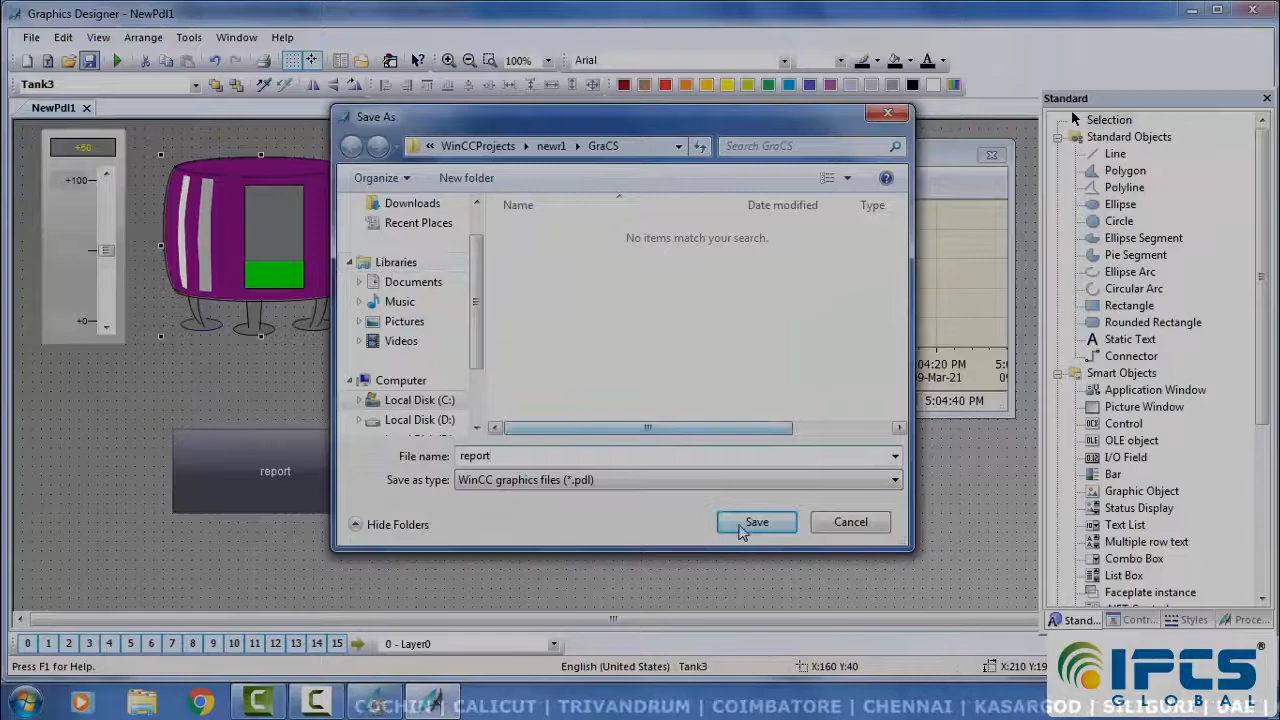 Graphics Designer - NewPdl1
File Edit View Arrange Tools Window Help
100% Arial
Tank3
NewPdl1
+50
+100
+0
report
Save As
« WinCCProjects newr1 GraCS
Search GraCS
Organize New folder
Name Date modified Type
No items match your search.
Downloads
Recent Places
Libraries
Documents
Music
Pictures
Videos
Computer
Local Disk (C:)
Local Disk (D:)
File name: report
Save as type: WinCC graphics files (*.pdl)
Hide Folders
Save Cancel
:04:20 PM
5:0
9-Mar-21
09
5:04:40 PM
Standard
Selection
Standard Objects
Line
Polygon
Polyline
Ellipse
Circle
Ellipse Segment
Pie Segment
Ellipse Arc
Circular Arc
Rectangle
Rounded Rectangle
Static Text
Connector
Smart Objects
Application Window
Picture Window
Control
OLE object
I/O Field
Bar
Graphic Object
Status Display
Text List
Multiple row text
Combo Box
List Box
Faceplate instance
Stand... Contr... Styles Proce...
0 1 2 3 4 5 6 7 8 9 10 11 12 13 14 15
0 - Layer0
Press F1 for Help.
English (United States) Tank3 X:160 Y:40 X:210 Y:19
IPCS
GLOBAL
COCHIN | CALICUT | TRIVANDRUM | COIMBATORE | CHENNAI | KASARGOD | SILIGURI | UAE |